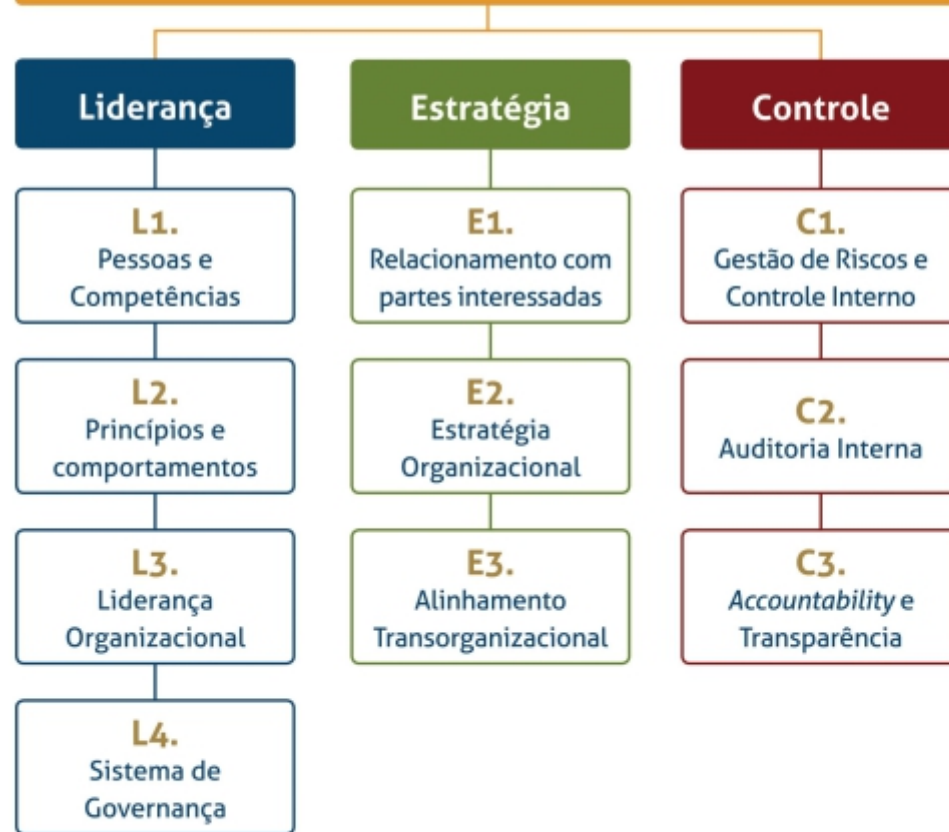 Liderança
Estratégia
Controle
L1.
Pessoas e
Competências
E1.
Relacionamento com
partes interessadas
C1.
Gestão de Riscos e
Controle Interno
L2.
Princípios e
comportamentos
E2.
Estratégia
Organizacional
C2.
Auditoria Interna
L3.
Liderança
Organizacional
E3.
Alinhamento
Transorganizacional
C3.
Accountability e
Transparência
L4.
Sistema de
Governança